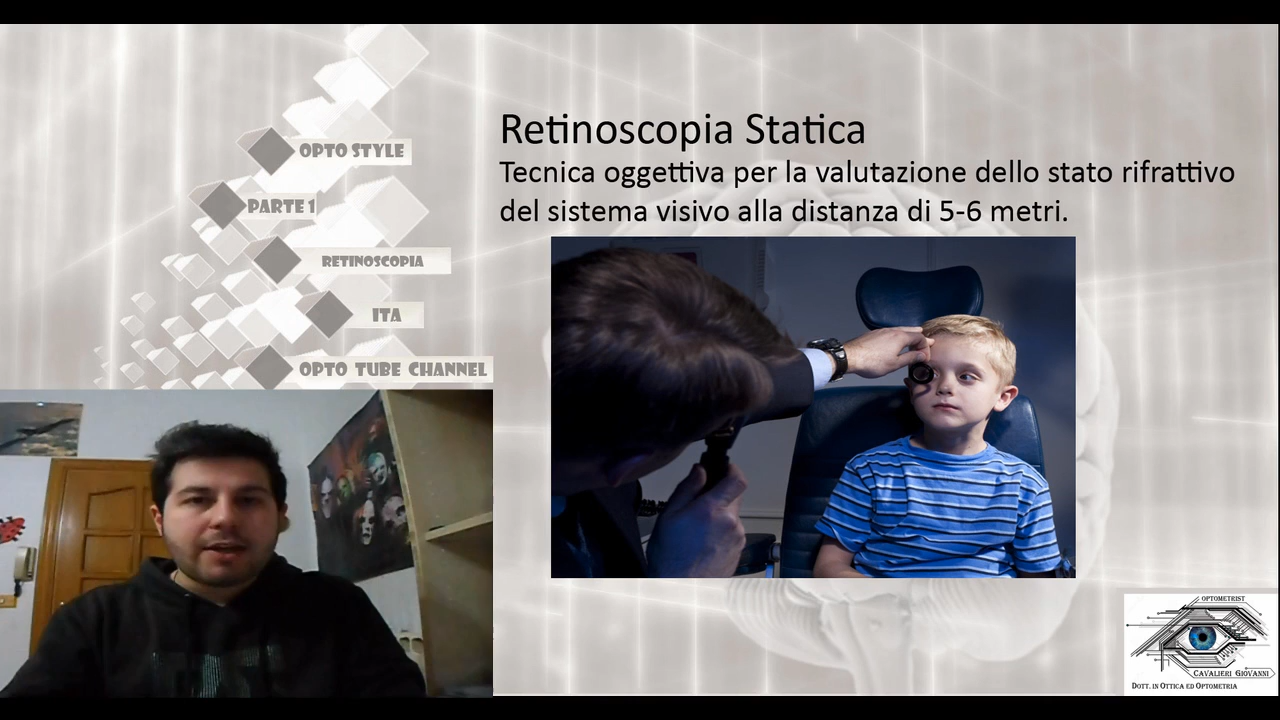 OPTO STYLE
PARTE 1
RETINOSCOPIA
ITA
OPTO TUBE CHANNEL
Retinoscopia Statica
Tecnica oggettiva per la valutazione dello stato rifrattivo
del sistema visivo alla distanza di 5-6 metri.
OPTOMETRIST
CAVALIERI GIOVANNI
DOTT. IN OTTICA ED OPTOMETRIA